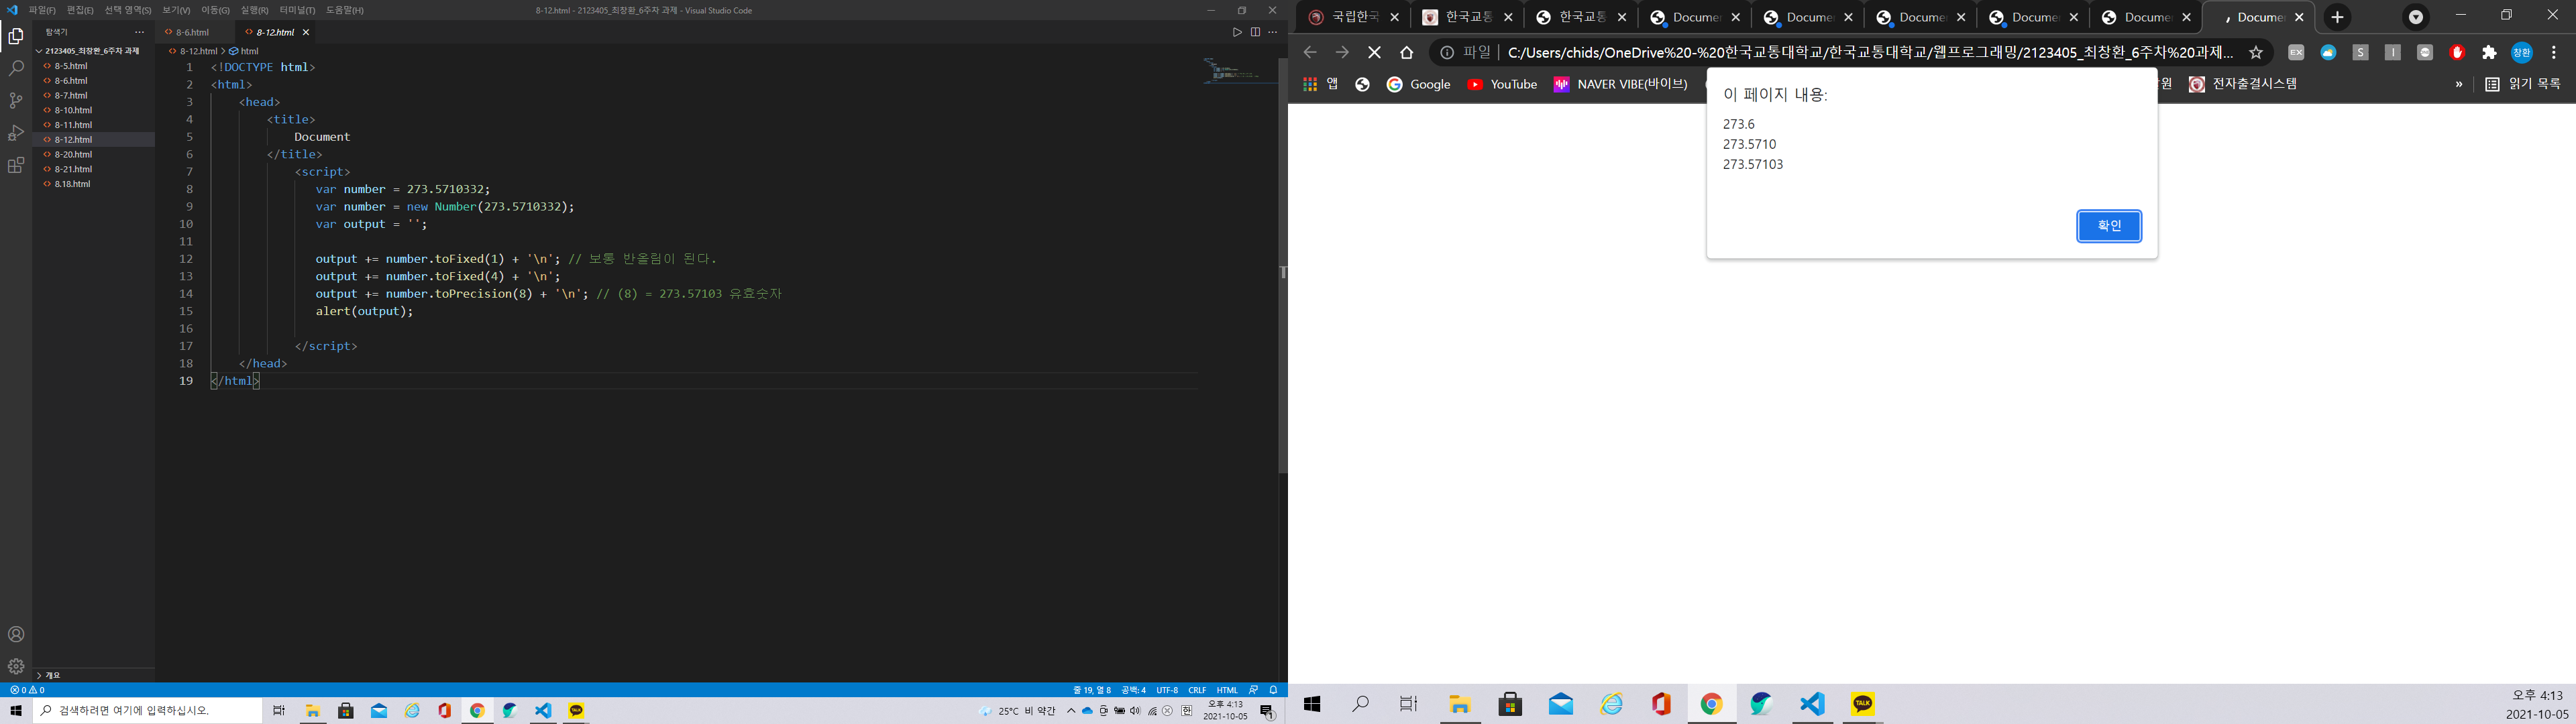 파일(F) 편집(E) 선택 영역(S) 보기(V) 이동(G) 실행(R) 터미널(T) 도움말(H)
8-12.html - 2123405_최창환_6주차 과제 - Visual Studio Code
탐색기
2123405_최창환_6주차 과제
8-5.html
8-6.html
8-7.html
8-10.html
8-11.html
8-12.html
8-20.html
8-21.html
8.18.html
개요
8-6.html
8-12.html
8-12.html > html
1 <!DOCTYPE html>
2 <html>
3 <head>
4 <title>
5 Document
6 </title>
7 <script>
8 var number = 273.5710332;
9 var number = new Number(273.5710332);
10 var output = '';
11
12 output += number.toFixed(1) + '\n'; // 보통 반올림이 된다.
13 output += number.toFixed(4) + '\n';
14 output += number.toPrecision(8) + '\n'; // (8) = 273.57103 유효숫자
15 alert(output);
16
17 </script>
18 </head>
19 </html>
0 0
줄 19, 열 8 공백: 4 UTF-8 CRLF HTML
검색하려면 여기에 입력하십시오.
TALK
25°C 비 약간
한
오후 4:13
2021-10-05
1
국립한국
한국교통
한국교통
Docume
Docume
Docume
Docume
Docume
Docume
파일 C:/Users/chids/OneDrive%20-%20한국교통대학교/한국교통대학교/웹프로그래밍/2123405_최창환_6주차%20과제...
EX
S
I
창환
앱
Google
YouTube
NAVER VIBE(바이브)
원
전자출결시스템
»
읽기 목록
이 페이지 내용:
273.6
273.5710
273.57103
확인
TALK
오후 4:13
2021-10-05